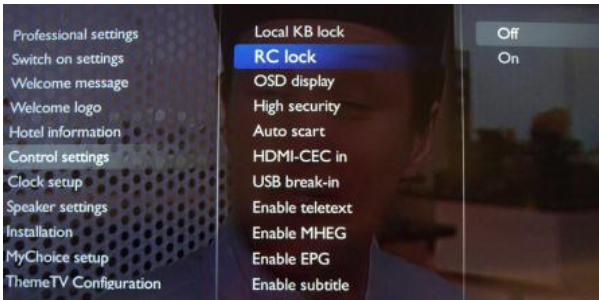 Professional settings
Switch on settings
Welcome message
Welcome logo
Hotel information
Control settings
Clock setup
Speaker settings
Installation
MyChoice setup
ThemeTV Configuration
Local KB lock
RC lock
OSD display
High security
Auto scart
HDMI-CEC in
USB break-in
Enable teletext
Enable MHEG
Enable EPG
Enable subtitle
Off
On